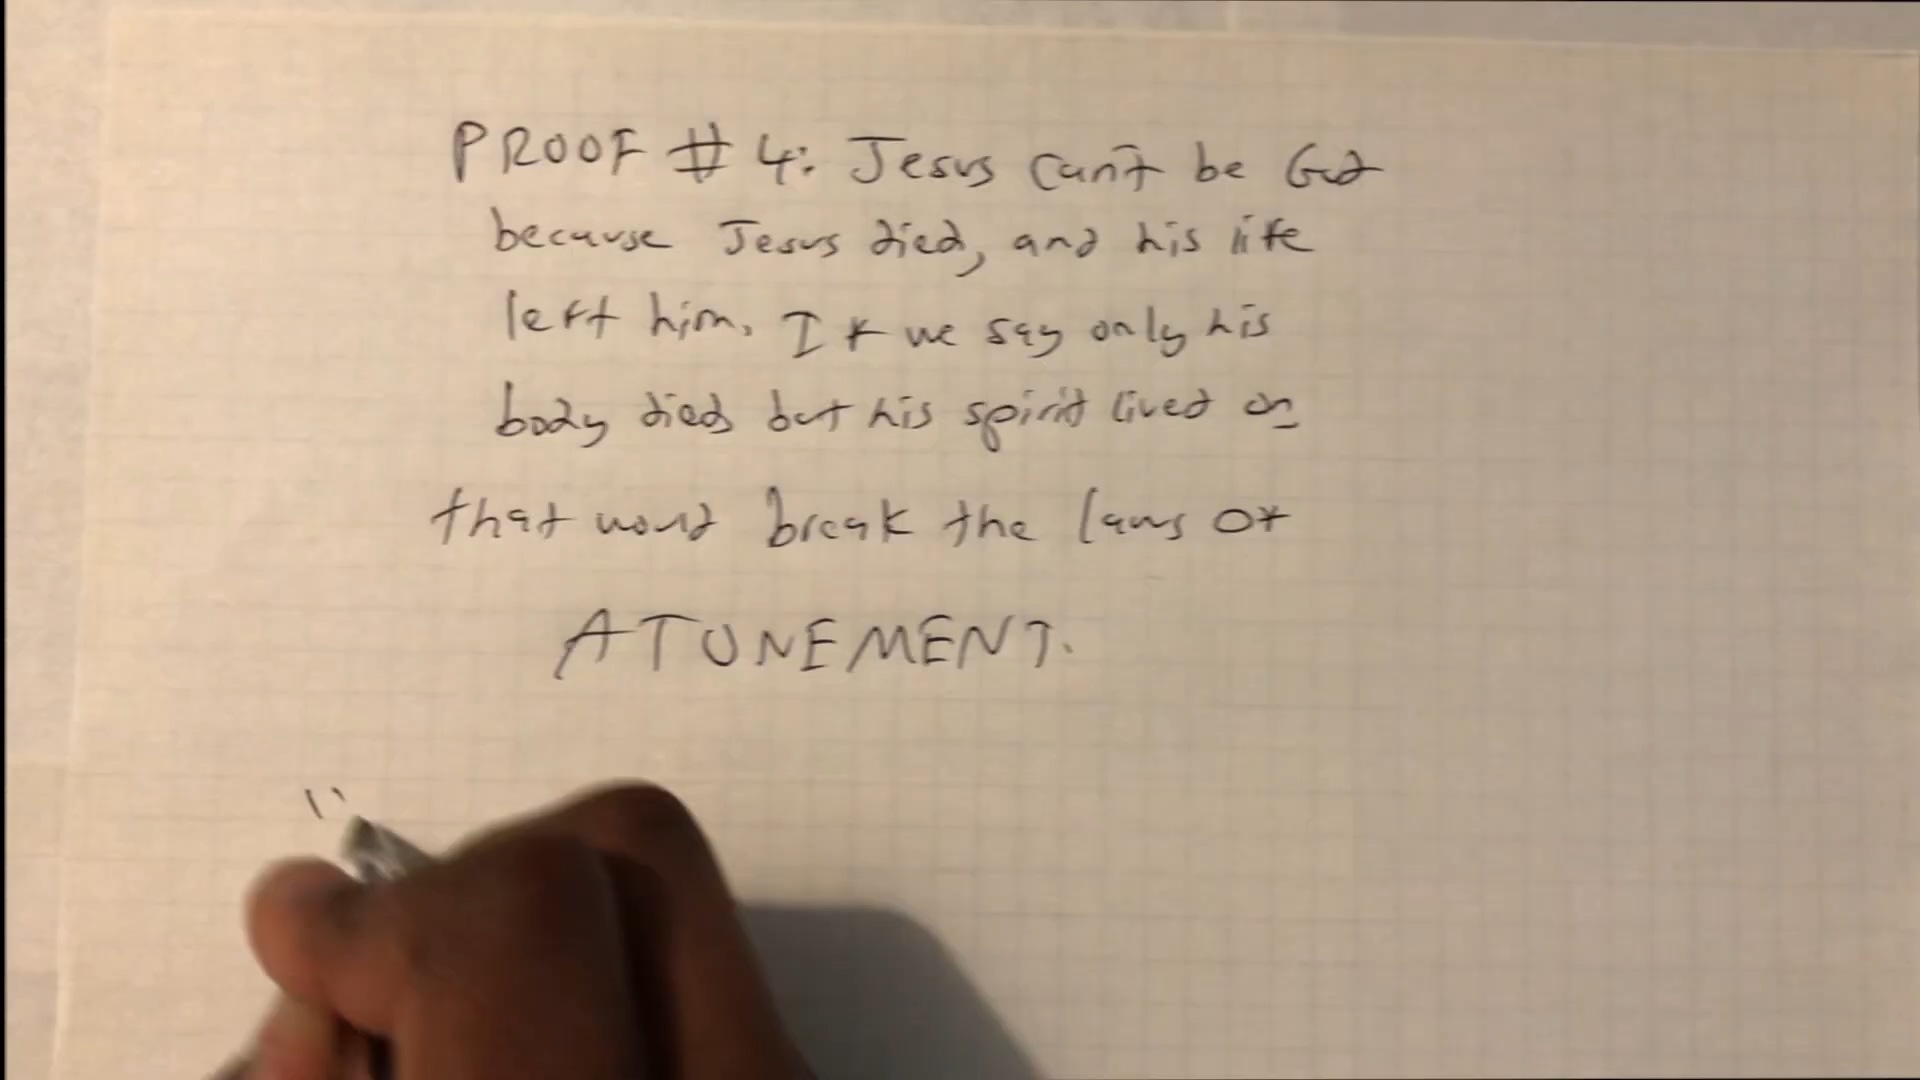 PROOF # 4: Jesus can't be God
because Jesus died, and his life
left him. If we say only his
body died but his spirit lived on
that would break the laws of
ATONEMENT.
"